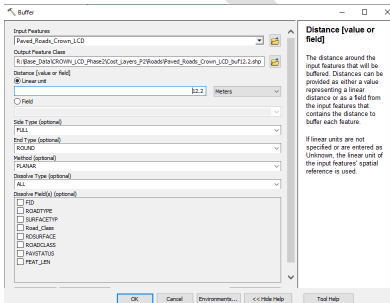 Buffer
Input Features
Paved_Roads_Crown_LCD
Output Feature Class
R:\Base_Data\CROWN_LCD_Phase2\Cost_Layers_P2\Roads\Paved_Roads_Crown_LCD_buf12.2.shp
Distance [value or field]
Linear unit
12.2 Meters
Field
Side Type (optional)
FULL
End Type (optional)
ROUND
Method (optional)
PLANAR
Dissolve Type (optional)
ALL
Dissolve Field(s) (optional)
FID
ROADTYPE
SURFACETYP
Road_Class
RDSURFACE
ROADCLASS
PAVSTATUS
FEAT_LEN
OK Cancel Environments... << Hide Help Tool Help
Distance [value or
field]
The distance around the
input features that will be
buffered. Distances can be
provided as either a value
representing a linear
distance or as a field from
the input features that
contains the distance to
buffer each feature.
If linear units are not
specified or are entered as
Unknown, the linear unit of
the input features' spatial
reference is used.